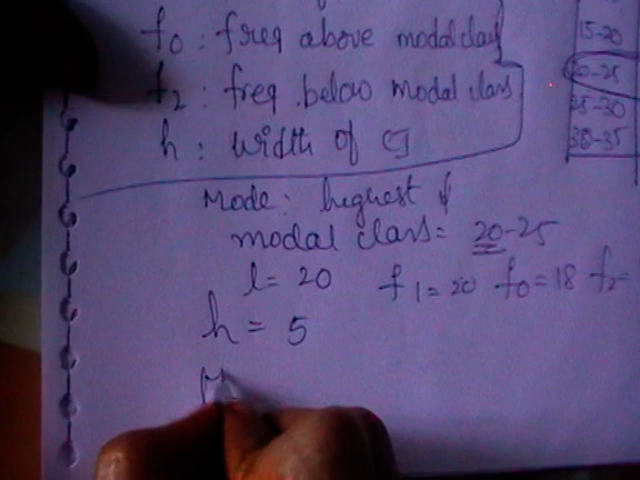 f0 : freq above modal class
15-20
f2 : freq below modal class
20-25
25-30
h : width of CI
30-35
Mode: highest f
modal class = 20-25
l = 20 f1 = 20 f0 = 18 f2 =
h = 5
M